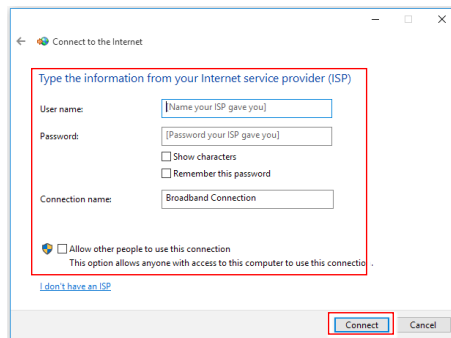 Connect to the Internet
Type the information from your Internet service provider (ISP)
User name: [Name your ISP gave you]
Password: [Password your ISP gave you]
Show characters
Remember this password
Connection name: Broadband Connection
Allow other people to use this connection
This option allows anyone with access to this computer to use this connectio .
I don't have an ISP
Connect Cancel